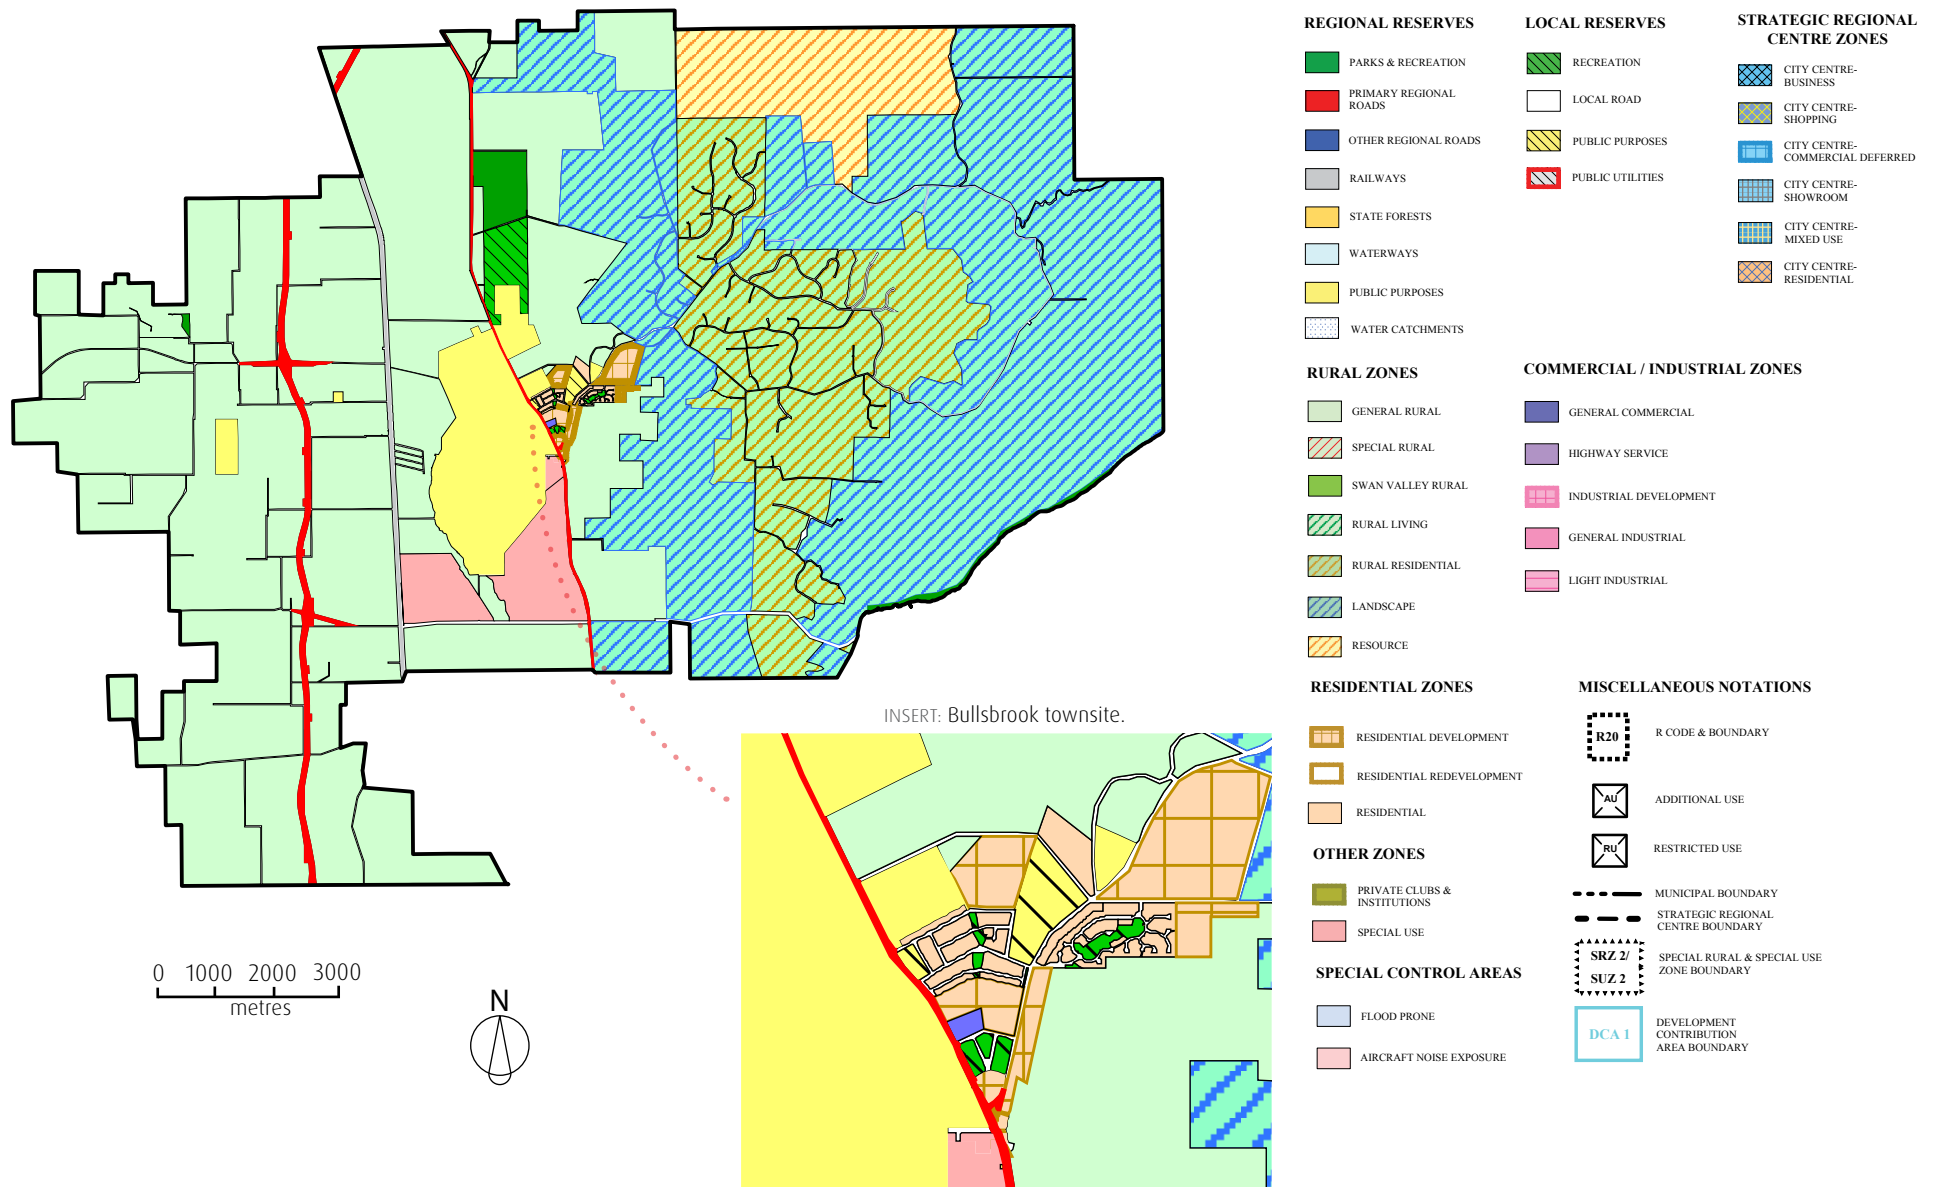 REGIONAL RESERVES
PARKS & RECREATION
PRIMARY REGIONAL
ROADS
OTHER REGIONAL ROADS
RAILWAYS
STATE FORESTS
WATERWAYS
PUBLIC PURPOSES
WATER CATCHMENTS
LOCAL RESERVES
RECREATION
LOCAL ROAD
PUBLIC PURPOSES
PUBLIC UTILITIES
STRATEGIC REGIONAL
CENTRE ZONES
CITY CENTRE-
BUSINESS
CITY CENTRE-
SHOPPING
CITY CENTRE-
COMMERCIAL DEFERRED
CITY CENTRE-
SHOWROOM
CITY CENTRE-
MIXED USE
CITY CENTRE-
RESIDENTIAL
RURAL ZONES
GENERAL RURAL
SPECIAL RURAL
SWAN VALLEY RURAL
RURAL LIVING
RURAL RESIDENTIAL
LANDSCAPE
RESOURCE
COMMERCIAL / INDUSTRIAL ZONES
GENERAL COMMERCIAL
HIGHWAY SERVICE
INDUSTRIAL DEVELOPMENT
GENERAL INDUSTRIAL
LIGHT INDUSTRIAL
RESIDENTIAL ZONES
RESIDENTIAL DEVELOPMENT
RESIDENTIAL REDEVELOPMENT
RESIDENTIAL
OTHER ZONES
PRIVATE CLUBS &
INSTITUTIONS
SPECIAL USE
SPECIAL CONTROL AREAS
FLOOD PRONE
AIRCRAFT NOISE EXPOSURE
MISCELLANEOUS NOTATIONS
R20
R CODE & BOUNDARY
AU
ADDITIONAL USE
RU
RESTRICTED USE
MUNICIPAL BOUNDARY
STRATEGIC REGIONAL
CENTRE BOUNDARY
SRZ 2/
SUZ 2
SPECIAL RURAL & SPECIAL USE
ZONE BOUNDARY
DCA 1
DEVELOPMENT
CONTRIBUTION
AREA BOUNDARY
INSERT: Bullsbrook townsite.
0 1000 2000 3000
metres
N